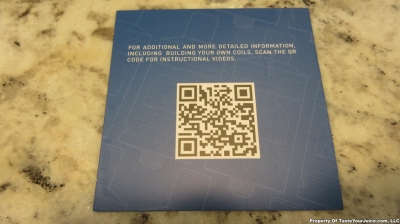 FOR ADDITIONAL AND MORE DETAILED INFORMATION,
INCLUDING BUILDING YOUR OWN COILS, SCAN THE QR
CODE FOR INSTRUCTIONAL VIDEOS.
Property Of TasteYourJuice.com, LLC